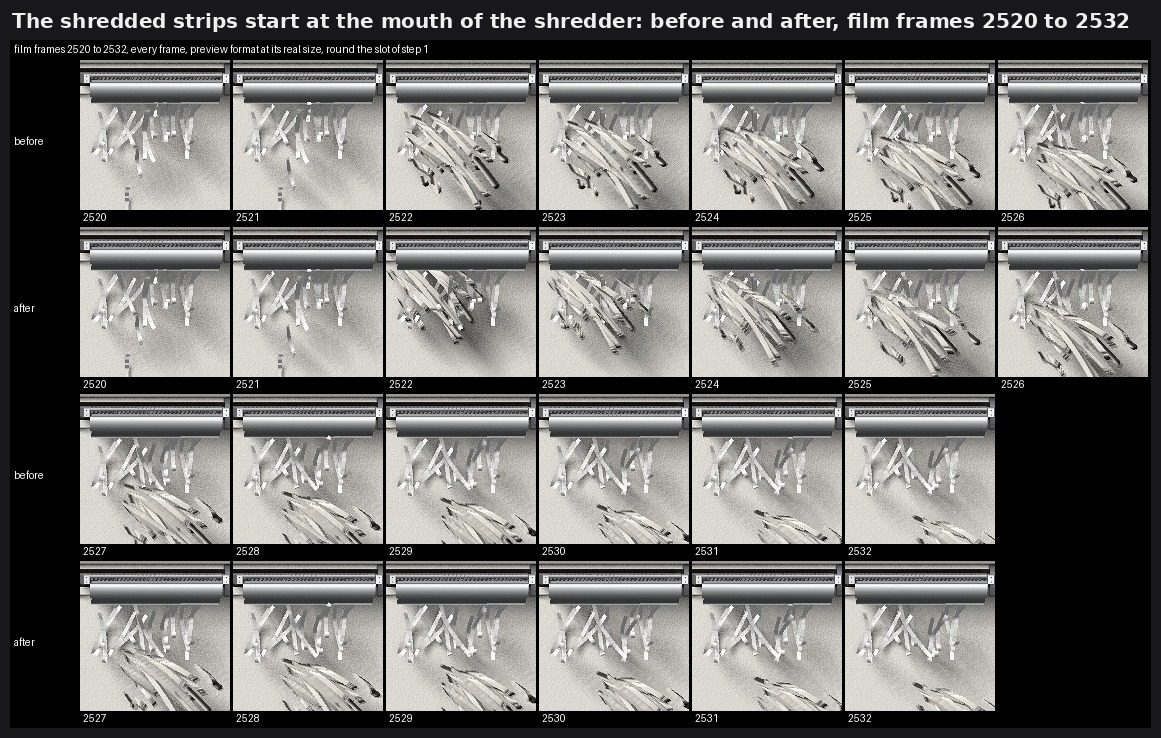 The shredded strips start at the mouth of the shredder: before and after, film frames 2520 to 2532
film frames 2520 to 2532, every frame, preview format at its real size, round the slot of step 1
before
2520 2521 2522 2523 2524 2525 2526
after
2520 2521 2522 2523 2524 2525 2526
before
2527 2528 2529 2530 2531 2532
after
2527 2528 2529 2530 2531 2532